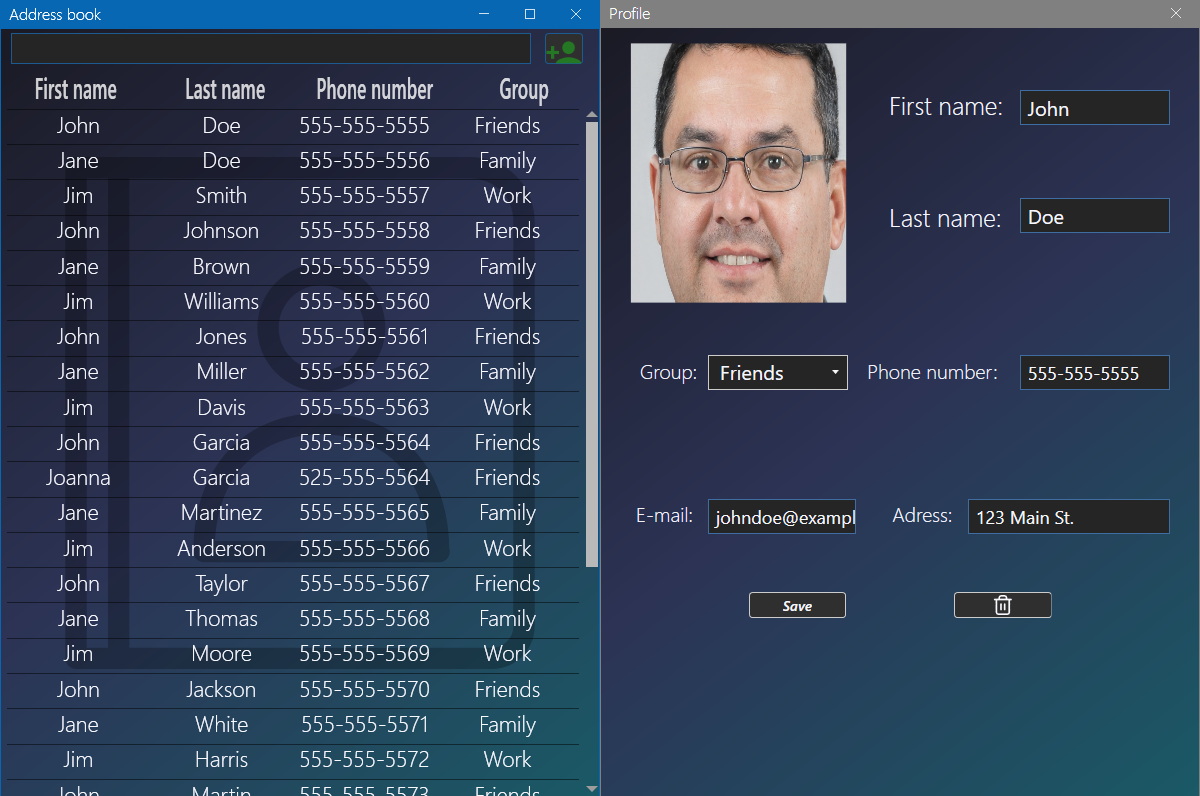 Address book
First name Last name Phone number Group
John Doe 555-555-5555 Friends
Jane Doe 555-555-5556 Family
Jim Smith 555-555-5557 Work
John Johnson 555-555-5558 Friends
Jane Brown 555-555-5559 Family
Jim Williams 555-555-5560 Work
John Jones 555-555-5561 Friends
Jane Miller 555-555-5562 Family
Jim Davis 555-555-5563 Work
John Garcia 555-555-5564 Friends
Joanna Garcia 525-555-5564 Friends
Jane Martinez 555-555-5565 Family
Jim Anderson 555-555-5566 Work
John Taylor 555-555-5567 Friends
Jane Thomas 555-555-5568 Family
Jim Moore 555-555-5569 Work
John Jackson 555-555-5570 Friends
Jane White 555-555-5571 Family
Jim Harris 555-555-5572 Work
John Martin 555-555-5573 Friends
Profile
First name: John
Last name: Doe
Group: Friends Phone number: 555-555-5555
E-mail: johndoe@exampl Adress: 123 Main St.
Save